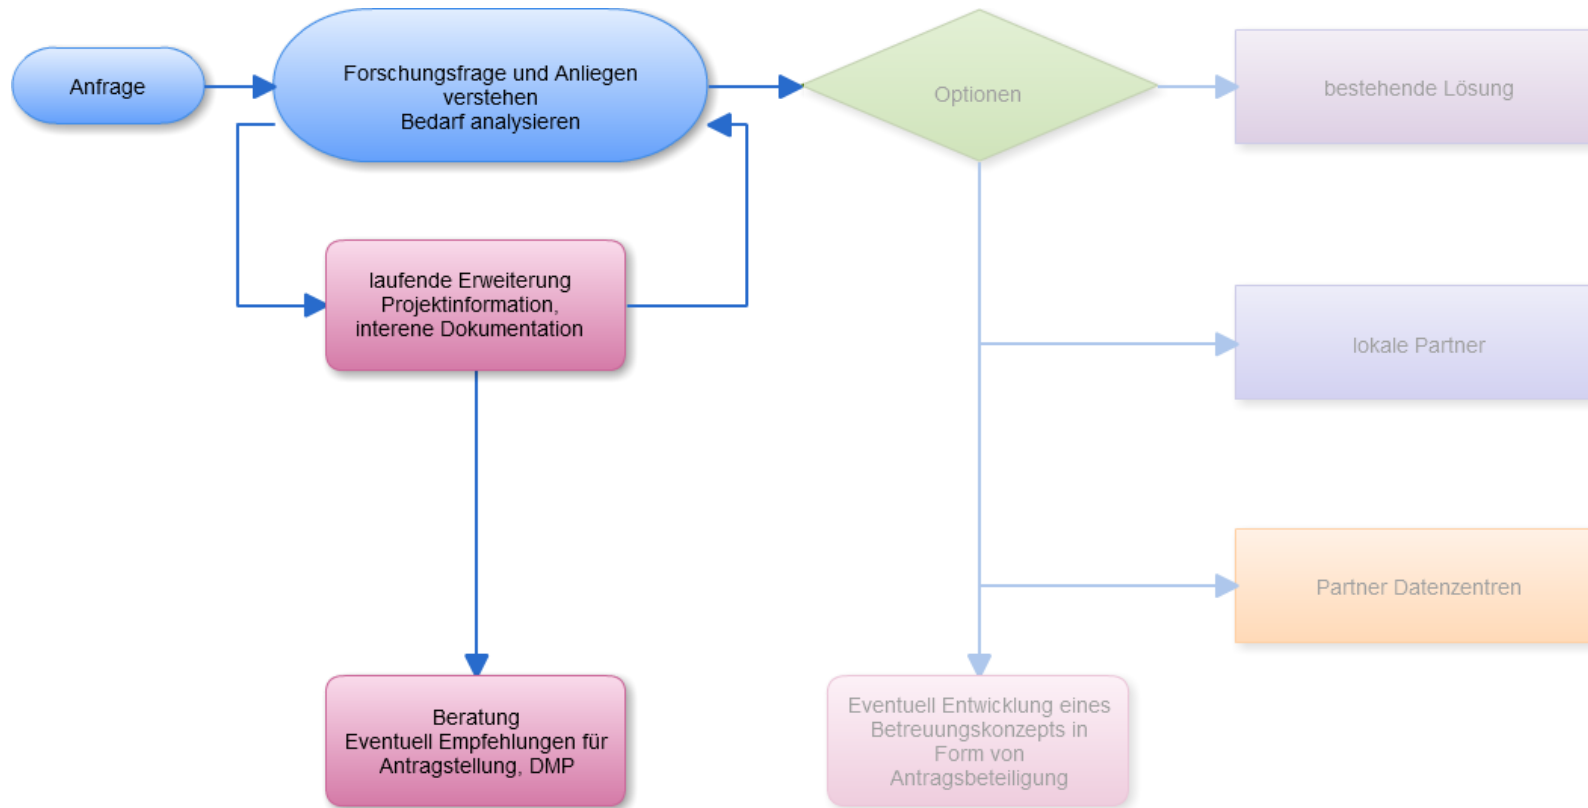 Anfrage
Forschungsfrage und Anliegen
verstehen
Bedarf analysieren
Optionen
bestehende Lösung
laufende Erweiterung
Projektinformation,
interene Dokumentation
lokale Partner
Partner Datenzentren
Beratung
Eventuell Empfehlungen für
Antragstellung, DMP
Eventuell Entwicklung eines
Betreuungskonzepts in
Form von
Antragsbeteiligung